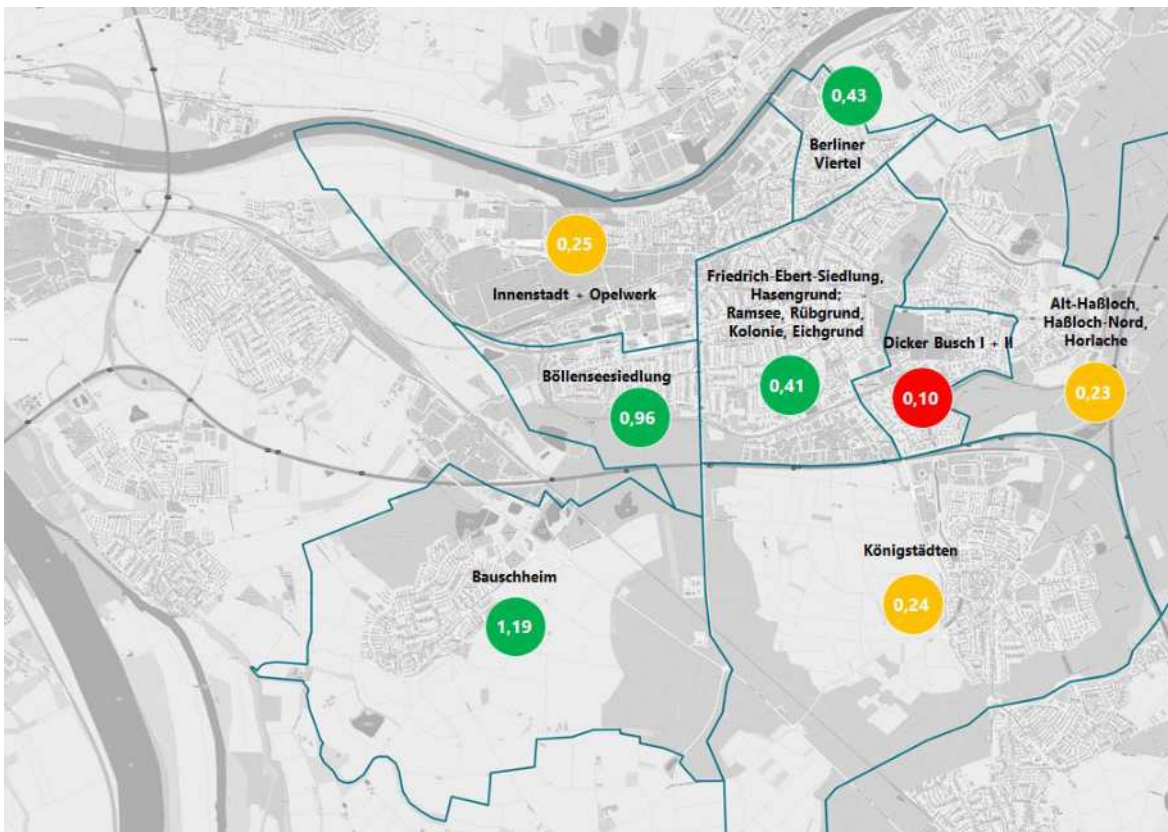 0,43
Berliner
Viertel
0,25
Innenstadt + Opelwerk
Friedrich-Ebert-Siedlung,
Hasengrund;
Ramsee, Rübgrund,
Kolonie, Eichgrund
0,41
Alt-Haßloch,
Haßloch-Nord,
Horlache
0,23
Dicker Busch I + II
0,10
Böllenseesiedlung
0,96
Königstädten
0,24
Bauschheim
1,19